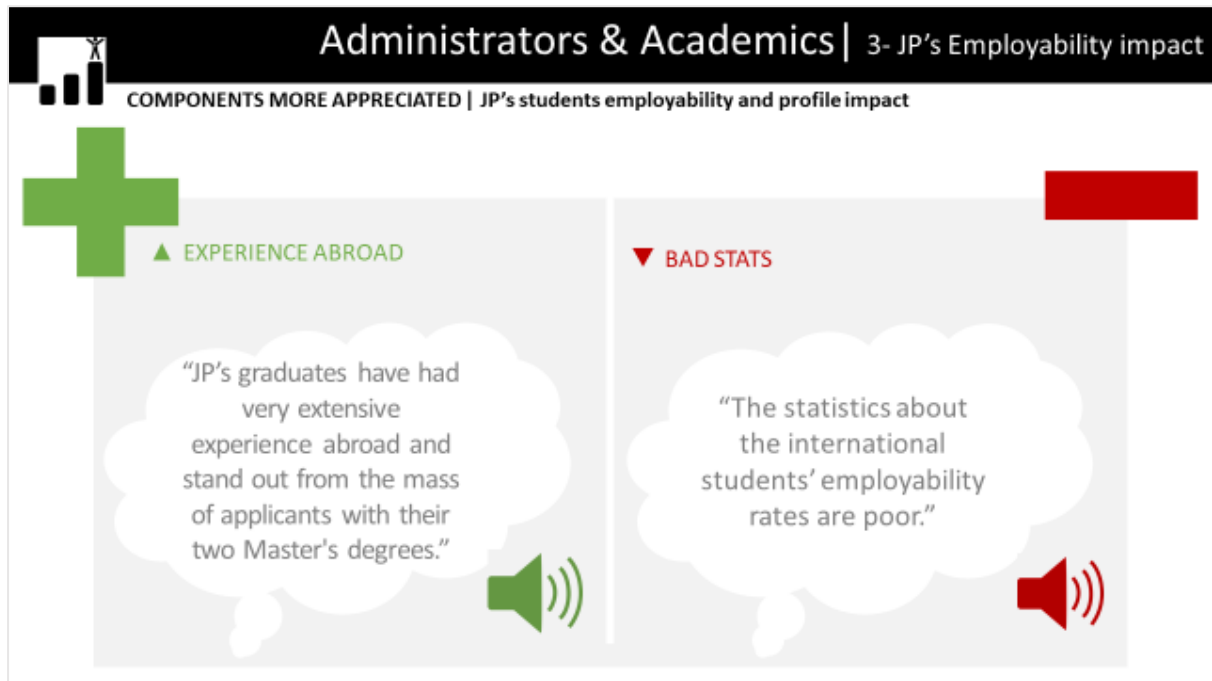 Administrators & Academics| 3- JP’s Employability impact
COMPONENTS MORE APPRECIATED | JP’s students employability and profile impact
▲ EXPERIENCE ABROAD
“JP’s graduates have had
very extensive
experience abroad and
stand out from the mass
of applicants with their
two Master's degrees.”
▼ BAD STATS
“The statistics about
the international
students’ employability
rates are poor.”